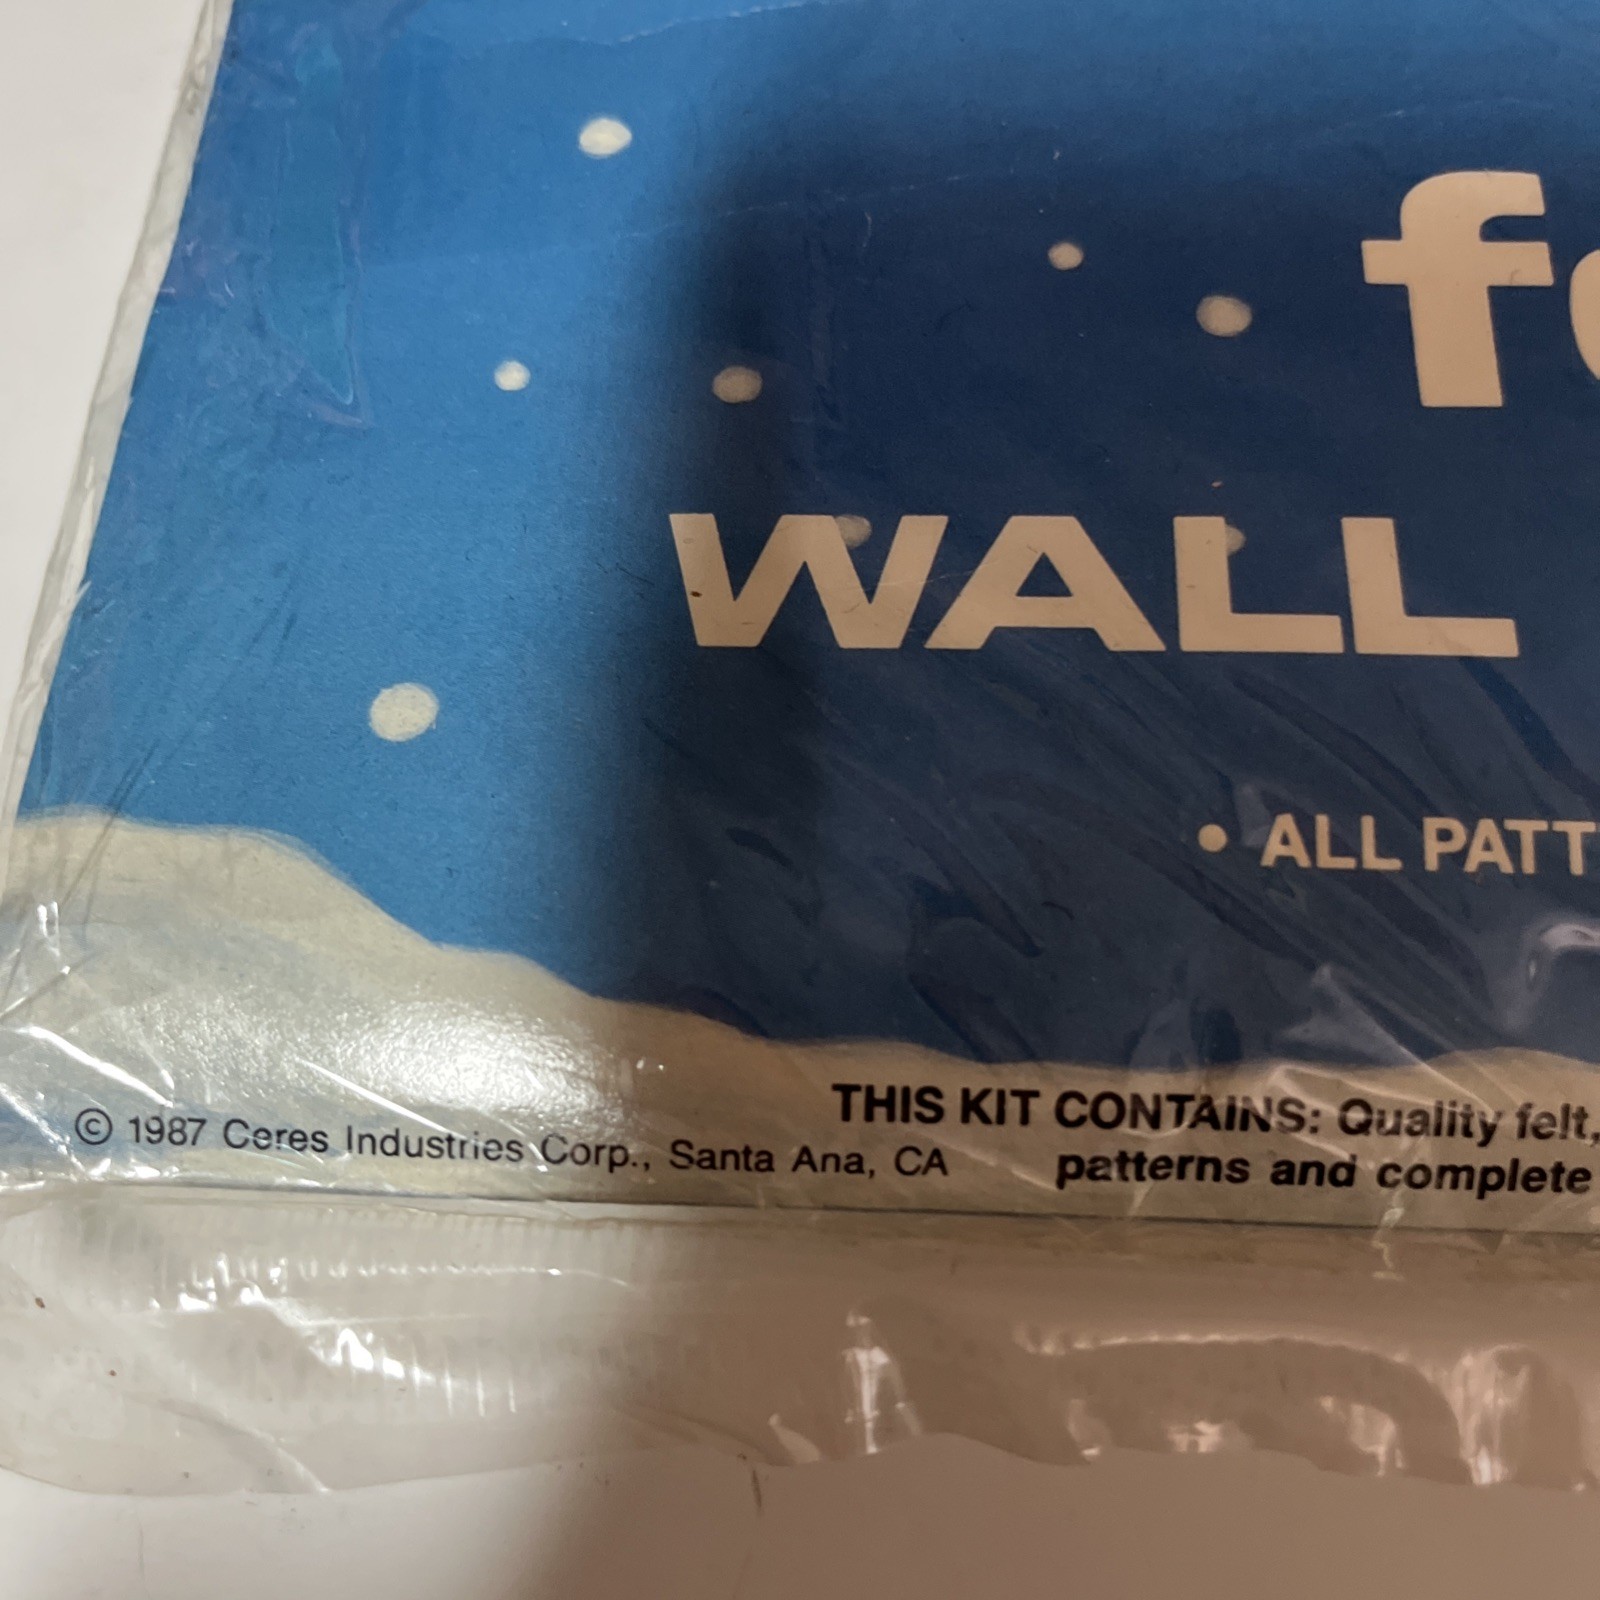 f
WALL
• ALL PATT
THIS KIT CONTAINS: Quality felt,
© 1987 Ceres Industries Corp., Santa Ana, CA
patterns and complete